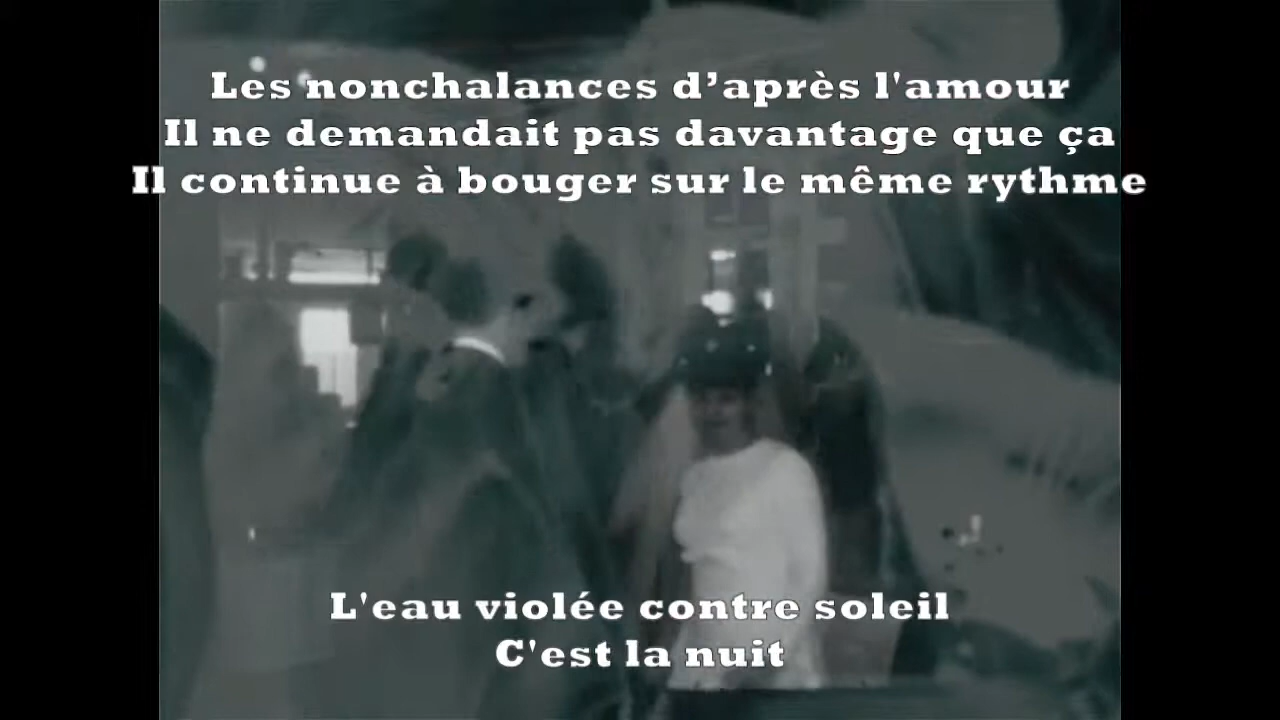 Les nonchalances d’après l'amour
Il ne demandait pas davantage que ça
Il continue à bouger sur le même rythme
L'eau violée contre soleil
C'est la nuit